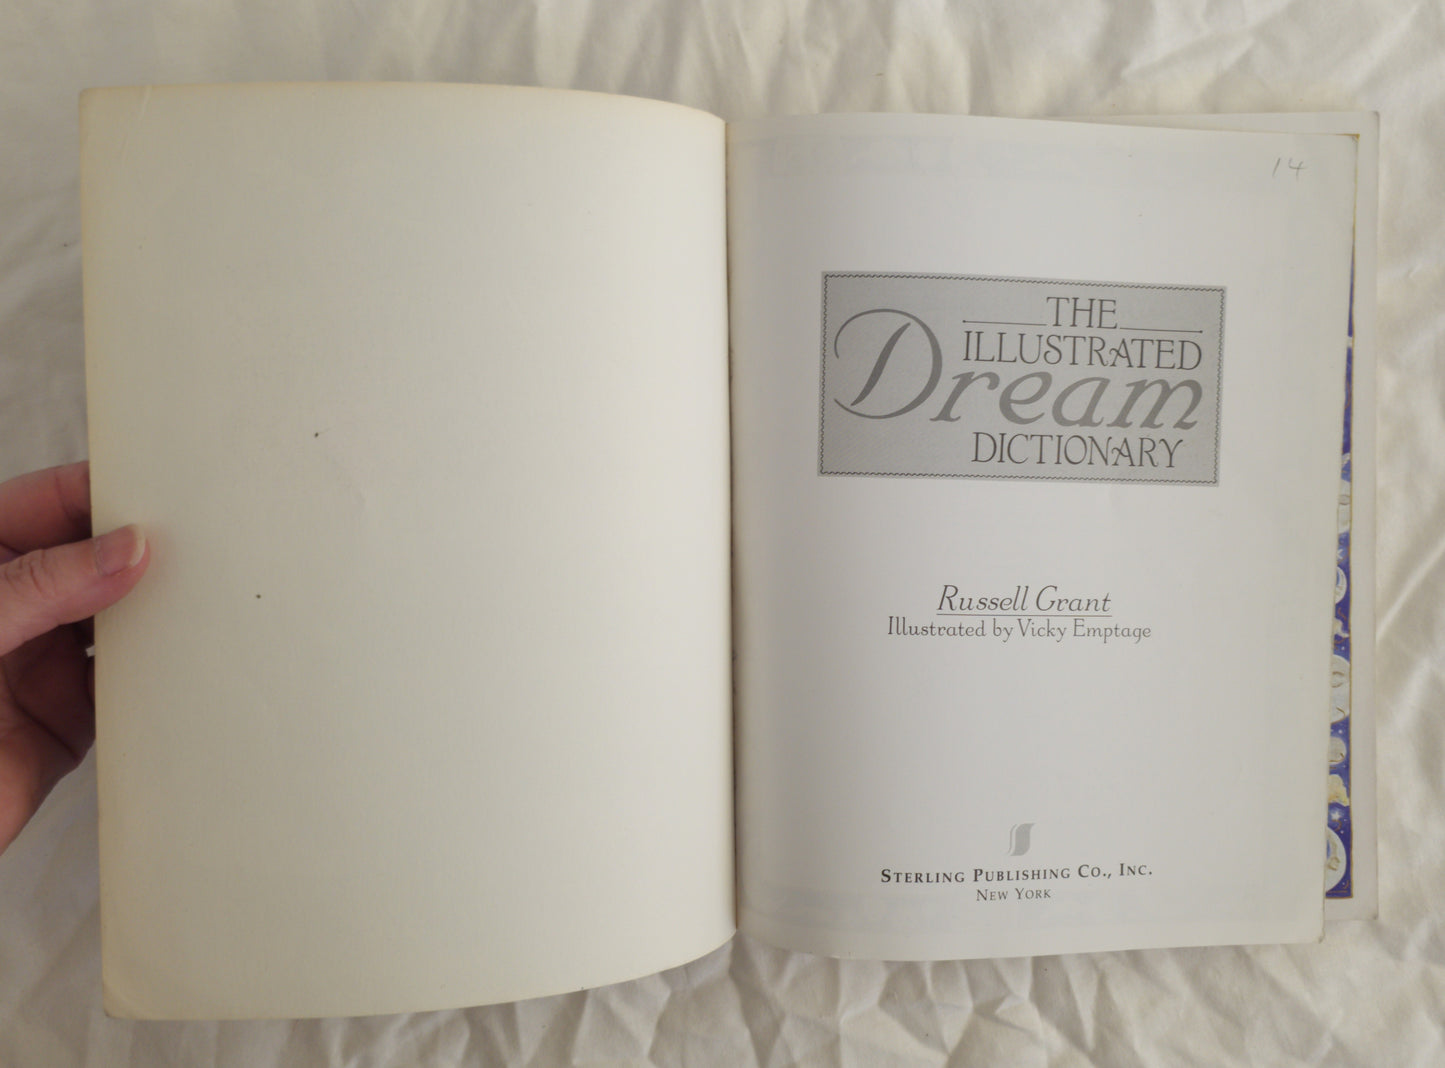 14
THE
ILLUSTRATED
Dream
DICTIONARY
Russell Grant
Illustrated by Vicky Emptage
STERLING PUBLISHING CO., INC.
NEW YORK